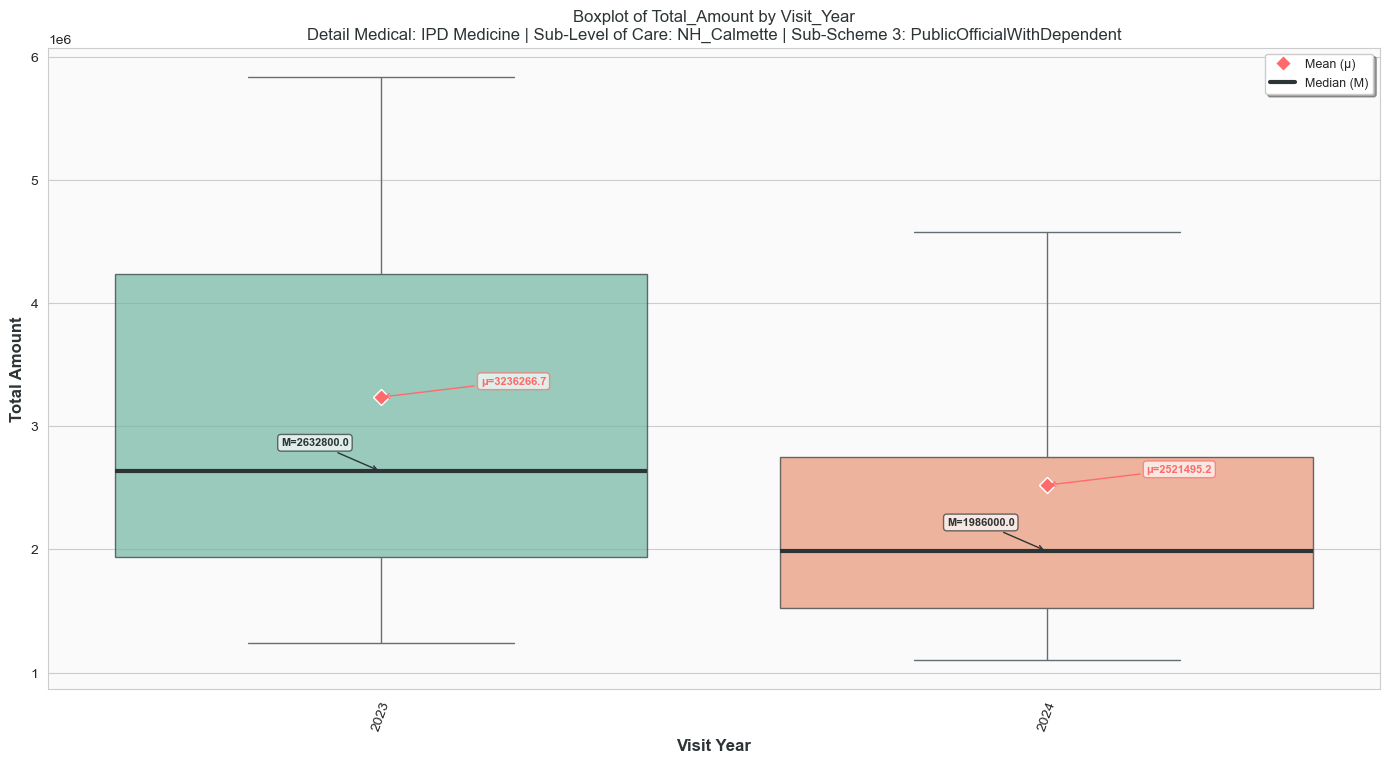 Boxplot of Total_Amount by Visit_Year
Detail Medical: IPD Medicine | Sub-Level of Care: NH_Calmette | Sub-Scheme 3: PublicOfficialWithDependent
1e6
6
5
4
3
2
1
Total Amount
Mean (μ)
Median (M)
μ=3236266.7
M=2632800.0
μ=2521495.2
M=1986000.0
2023
2024
Visit Year